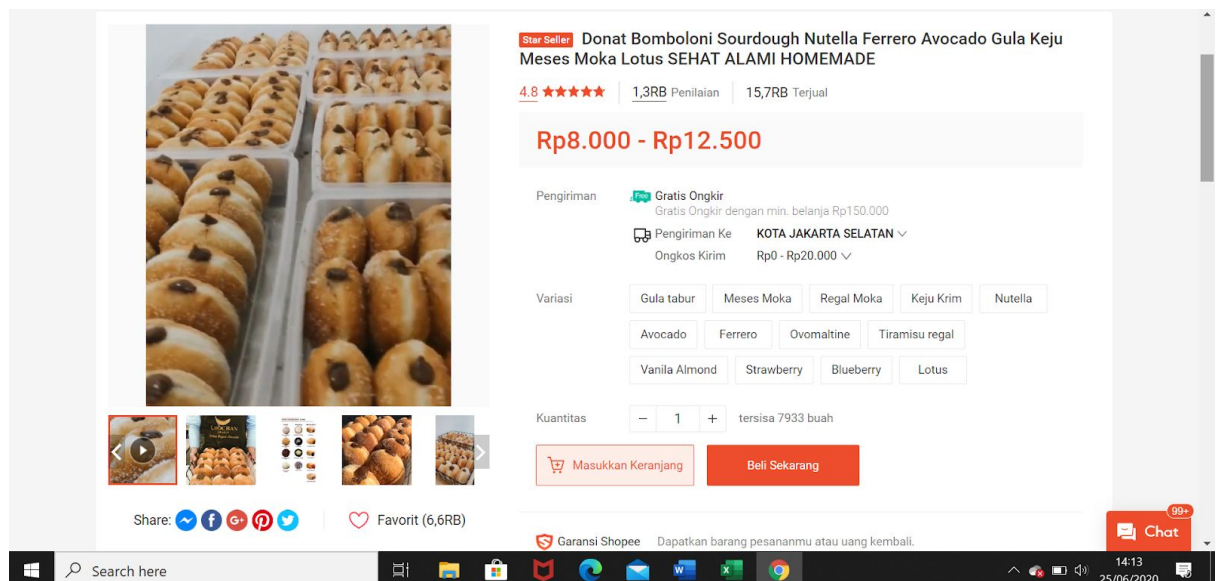 Star Seller Donat Bomboloni Sourdough Nutella Ferrero Avocado Gula Keju
Meses Moka Lotus SEHAT ALAMI HOMEMADE
4.8 1,3RB Penilaian 15,7RB Terjual
Rp8.000 - Rp12.500
Pengiriman Free Gratis Ongkir
Gratis Ongkir dengan min. belanja Rp150.000
Pengiriman Ke KOTA JAKARTA SELATAN
Ongkos Kirim Rp0 - Rp20.000
Variasi Gula tabur Meses Moka Regal Moka Keju Krim Nutella
Avocado Ferrero Ovomaltine Tiramisu regal
Vanila Almond Strawberry Blueberry Lotus
Kuantitas − 1 + tersisa 7933 buah
Masukkan Keranjang Beli Sekarang
Share: Favorit (6,6RB)
Garansi Shopee Dapatkan barang pesananmu atau uang kembali.
99+
Chat
Search here
14:13
25/06/2020